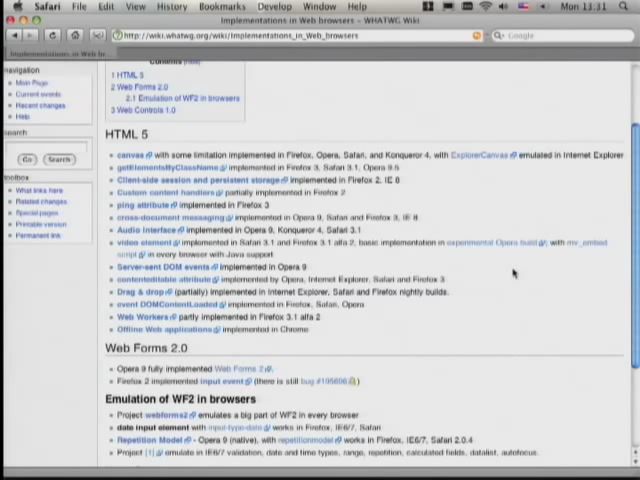 Safari File Edit View History Bookmarks Develop Window Help Mon 13.31
Implementations in Web browsers – WHATWG Wiki
http://wiki.whatwg.org/wiki/Implementations_in_Web_browsers
Google
Implementations in Web br...
navigation
Main Page
Current events
Recent changes
Help
search
Go Search
toolbox
What links here
Related changes
Special pages
Printable version
Permanent link
Contents [hide]
1 HTML 5
2 Web Forms 2.0
2.1 Emulation of WF2 in browsers
3 Web Controls 1.0
HTML 5
canvas with some limitation implemented in Firefox, Opera, Safari, and Konqueror 4, with ExplorerCanvas emulated in Internet Explorer
getElementsByClassName implemented in Firefox 3, Safari 3.1, Opera 9.5
Client-side session and persistent storage implemented in Firefox 2, IE 8
Custom content handlers partially implemented in Firefox 2
ping attribute implemented in Firefox 3
cross-document messaging implemented in Opera 9, Safari and Firefox 3, IE 8
Audio Interface implemented in Opera 9, Konqueror 4, Safari 3.1
video element implemented in Safari 3.1 and Firefox 3.1 alfa 2, basic implementation in experimental Opera build, with mv_embed
script in every browser with Java support
Server-sent DOM events implemented in Opera 9
contenteditable attribute implemented by Opera, Internet Explorer, Safari and Firefox 3
Drag & drop (partially) implemented in Internet Explorer, Safari and Firefox nightly builds.
event DOMContentLoaded implemented in Firefox, Safari, Opera
Web Workers partly implemented in Firefox 3.1 alfa 2
Offline Web applications implemented in Chrome
Web Forms 2.0
Opera 9 fully implemented Web Forms 2.
Firefox 2 implemented input event (there is still bug #195696)
Emulation of WF2 in browsers
Project webforms2 emulates a big part of WF2 in every browser
date input element with input-type-date works in Firefox, IE6/7, Safari
Repetition Model - Opera 9 (native), with repetitionmodel works in Firefox, IE6/7, Safari 2.0.4
Project [1] emulate in IE6/7 validation, date and time types, range, repetition, calculated fields, datalist, autofocus.